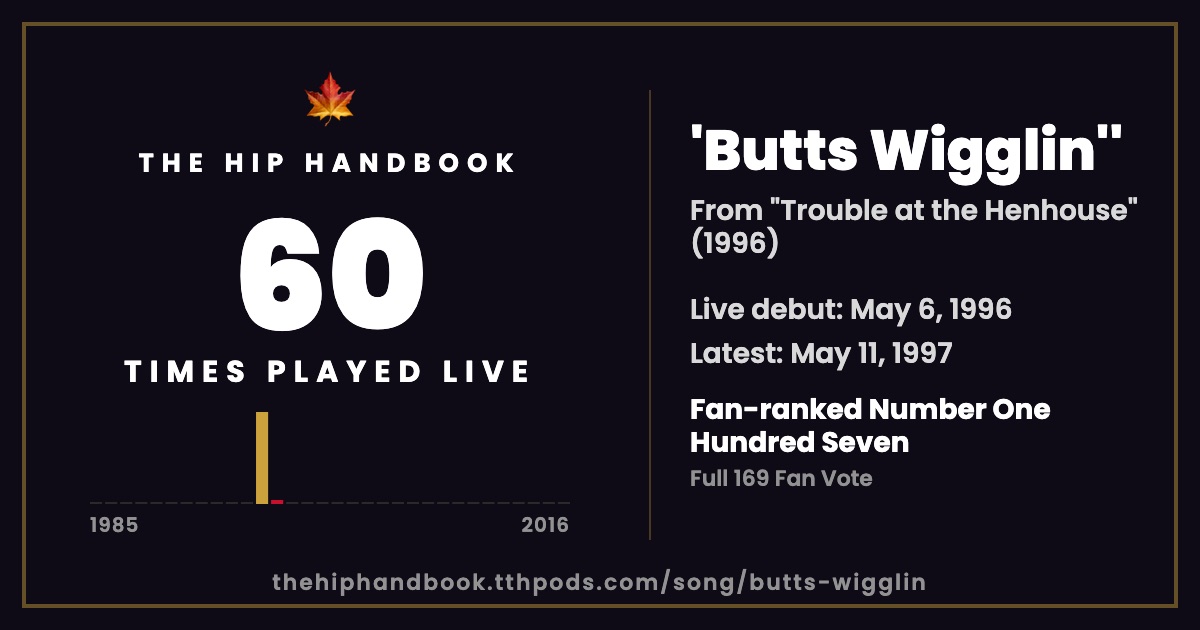 THE HIP HANDBOOK
60
TIMES PLAYED LIVE
1985
2016
'Butts Wigglin"
From "Trouble at the Henhouse"
(1996)
Live debut: May 6, 1996
Latest: May 11, 1997
Fan-ranked Number One
Hundred Seven
Full 169 Fan Vote
thehiphandbook.tthpods.com/song/butts-wigglin